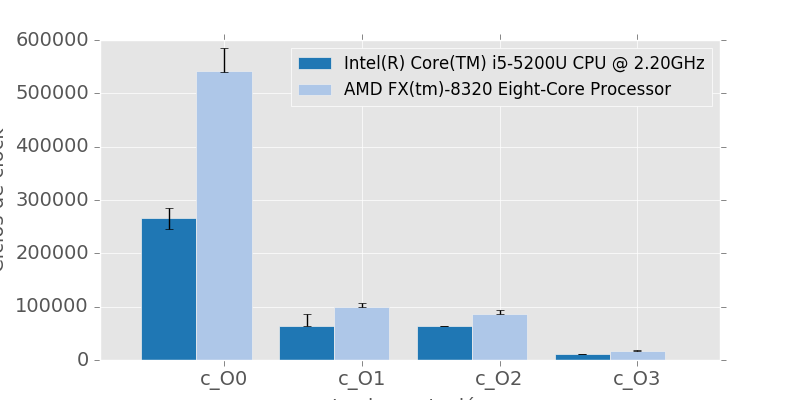 600000
500000
400000
300000
200000
100000
0
Intel(R) Core(TM) i5-5200U CPU @ 2.20GHz
AMD FX(tm)-8320 Eight-Core Processor
c_O0 c_O1 c_O2 c_O3